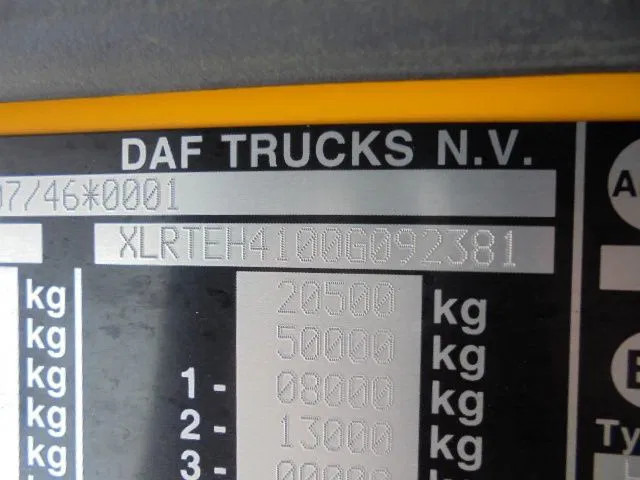 DAF TRUCKS N.V.
07/46*0001
XLRTEH4100G092381
kg 20500 kg
kg 50000 kg
kg 1 - 08000 kg
kg 2 - 13000 kg
kg 3 -
A
B
Ty